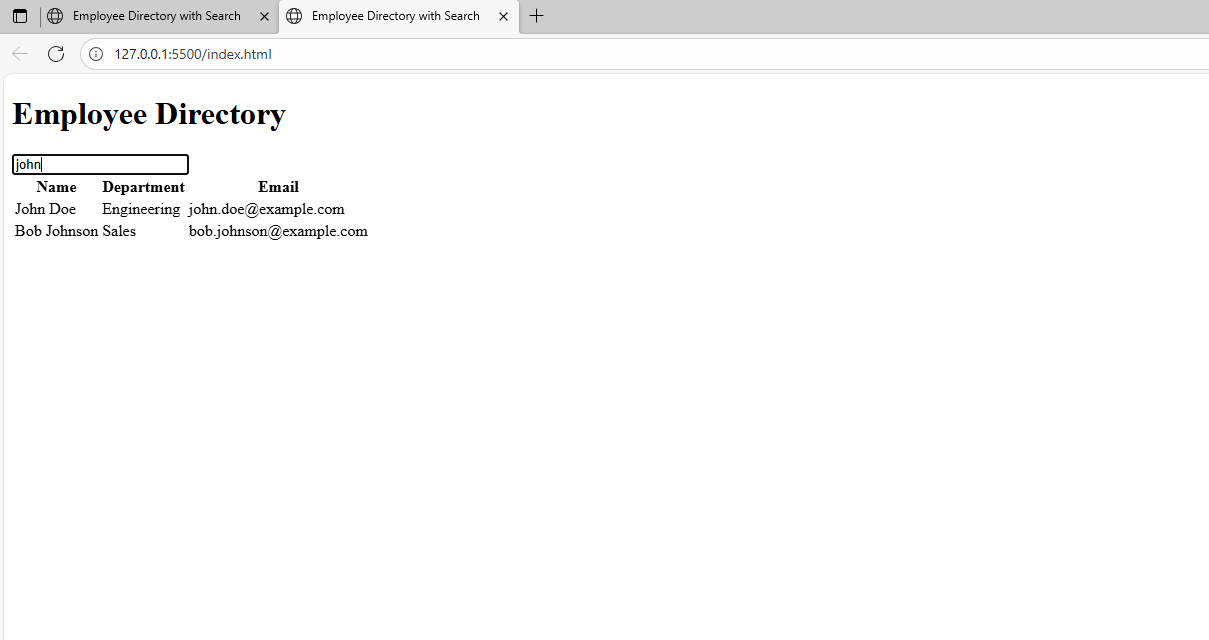 Employee Directory with Search Employee Directory with Search
127.0.0.1:5500/index.html
Employee Directory
john
Name Department Email
John Doe Engineering john.doe@example.com
Bob Johnson Sales bob.johnson@example.com